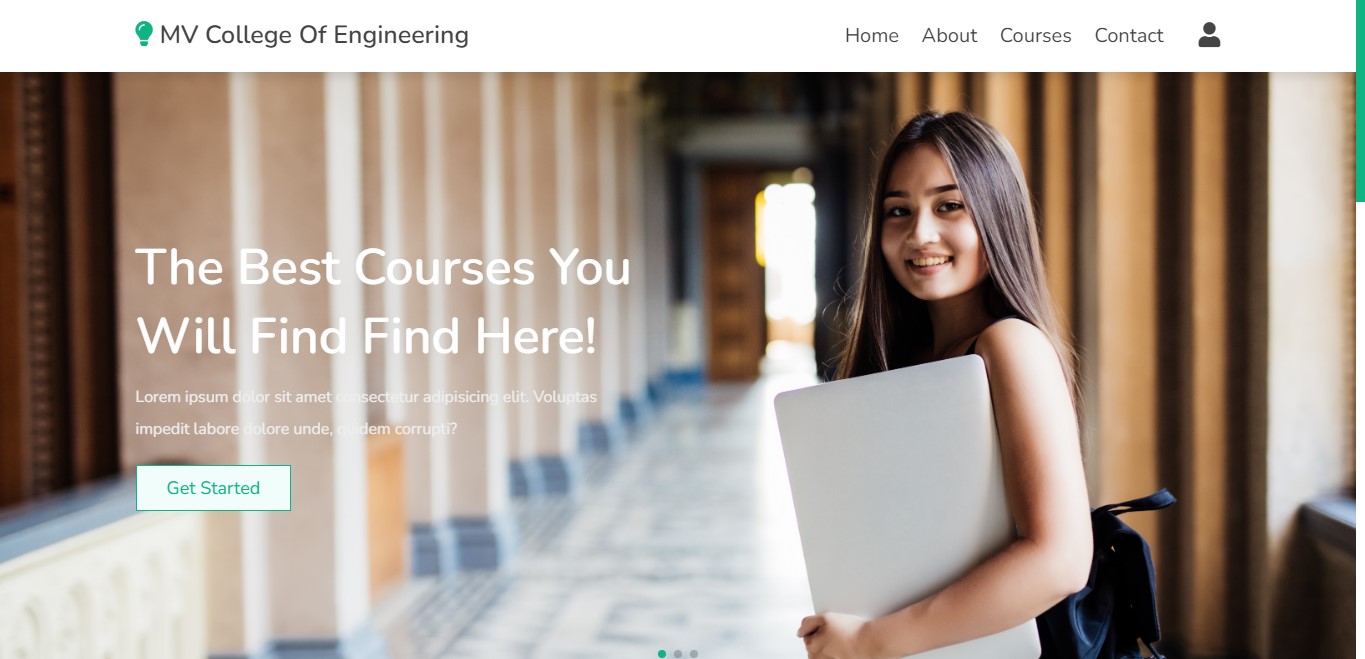 MV College Of Engineering
Home About Courses Contact
The Best Courses You
Will Find Find Here!
Lorem ipsum dolor sit amet consectetur adipisicing elit. Voluptas
impedit labore dolore unde, quidem corrupti?
Get Started